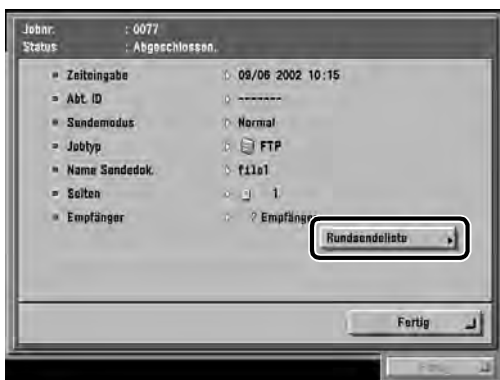 Jobnr. : 0077
Status : Abgeschlossen.
Zeiteingabe 09/06 2002 10:15
Abt. ID -------
Sendemodus Normal
Jobtyp FTP
Name Sendedok. file1
Seiten 1
Empfänger Empfänger
Rundsendeliste
Fertig